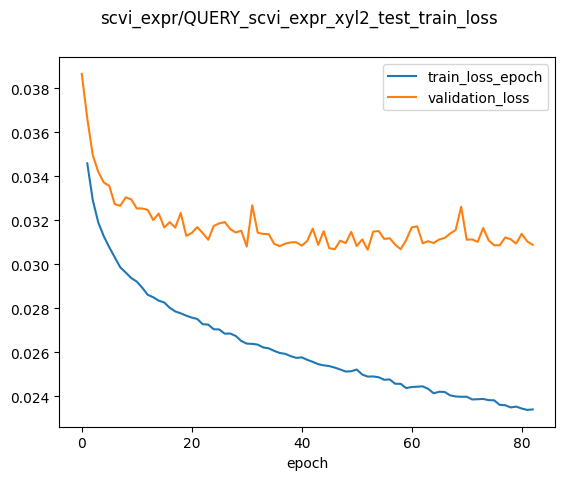 scvi_expr/QUERY_scvi_expr_xyl2_test_train_loss
train_loss_epoch
validation_loss
0.038
0.036
0.034
0.032
0.030
0.028
0.026
0.024
0 20 40 60 80
epoch